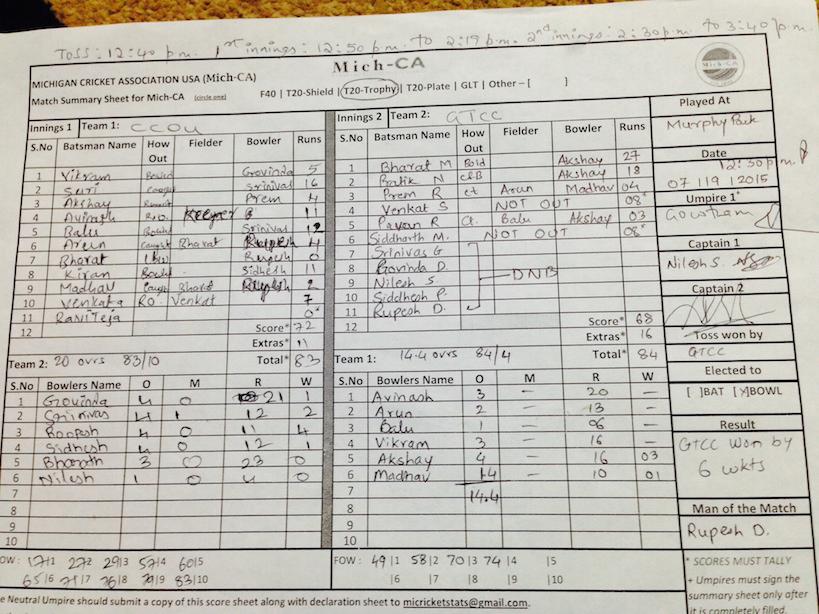 Toss: 12:40 p.m. 1st innings: 12:50 p.m to 2:19 p.m. 2nd innings: 2:30pm. to 3:40 p.m.
Mich-CA
Mich-CA
MICHIGAN CRICKET ASSOCIATION USA (Mich-CA)
Match Summary Sheet for Mich-CA (circle one) F40 | T20-Shield | T20-Trophy | T20-Plate | GLT | Other – [ ]
Innings 1 Team 1: CCOU
S.No Batsman Name How Out Fielder Bowler Runs
1 Vikram Bowled Govinda 5
2 Suri Caught Srinivas 16
3 Akshay Prem 4
4 Avinash R.O. Keeper 11
5 Balu Bowled Srinivas 12
6 Arun Caught Bharat Rupesh 4
7 Bharat LBW Rupesh 0
8 Kiran Bowled - Sidhesh 11
9 Madhav Caugh Bharat Rupesh 2
10 Venkata RO. Venkat 7
11 RaviTeja 0*
12
Score* 72
Extras* 11
Total* 83
Team 2: 20 ovrs 83/10
S.No Bowlers Name O M R W
1 Govinda 4 0 21 1
2 Srinivas 4 1 12 2
3 Roopesh 4 0 11 4
4 Sidhesh 4 0 12 1
5 Bharath 3 0 23 0
6 Nilesh 1 0 4 0
7
8
9
10
FOW: 17/1 27/2 29/3 57/4 60/5
65/6 71/7 76/8 79/9 83/10
Innings 2 Team 2: GTCC
S.No Batsman Name How Out Fielder Bowler Runs
1 Bharat M Bold Akshay 27
2 Patik N c&B Akshay 18
3 Prem R ct Arun Madhav 04
4 Venkat S NOT OUT 08*
5 Pavan R ct. Balu Akshay 03
6 Siddharth M. NOT OUT 08*
7 Srinivas G
8 Govinda D. DNB
9 Nilesh S.
10 Siddhesh P.
11 Rupesh D.
12
Score* 68
Extras* 16
Total* 84
Team 1: 14.4 ovrs 84/4
S.No Bowlers Name O M R W
1 Avinash 3 – 20 –
2 Arun 2 – 13 –
3 Balu 1 – 06 –
4 Vikram 3 – 16 –
5 Akshay 4 – 16 03
6 Madhav 1.4 – 10 01
7 14.4
8
9
10
FOW: 49|1 58|2 70|3 74|4 |5
|6 |7 |8 |9 |10
Played At
Murphy Park
Date
12:30 p.m.
07/19/2015
Umpire 1*
Gowtham
Captain 1
Nilesh S.
Captain 2
Toss won by
GTCC
Elected to
[ ]BAT [X]BOWL
Result
GTCC won by
6 wkts
Man of the Match
Rupesh D.
* SCORES MUST TALLY
+ Umpires must sign the
summary sheet only after
it is completely filled.
e Neutral Umpire should submit a copy of this score sheet along with declaration sheet to micricketstats@gmail.com.